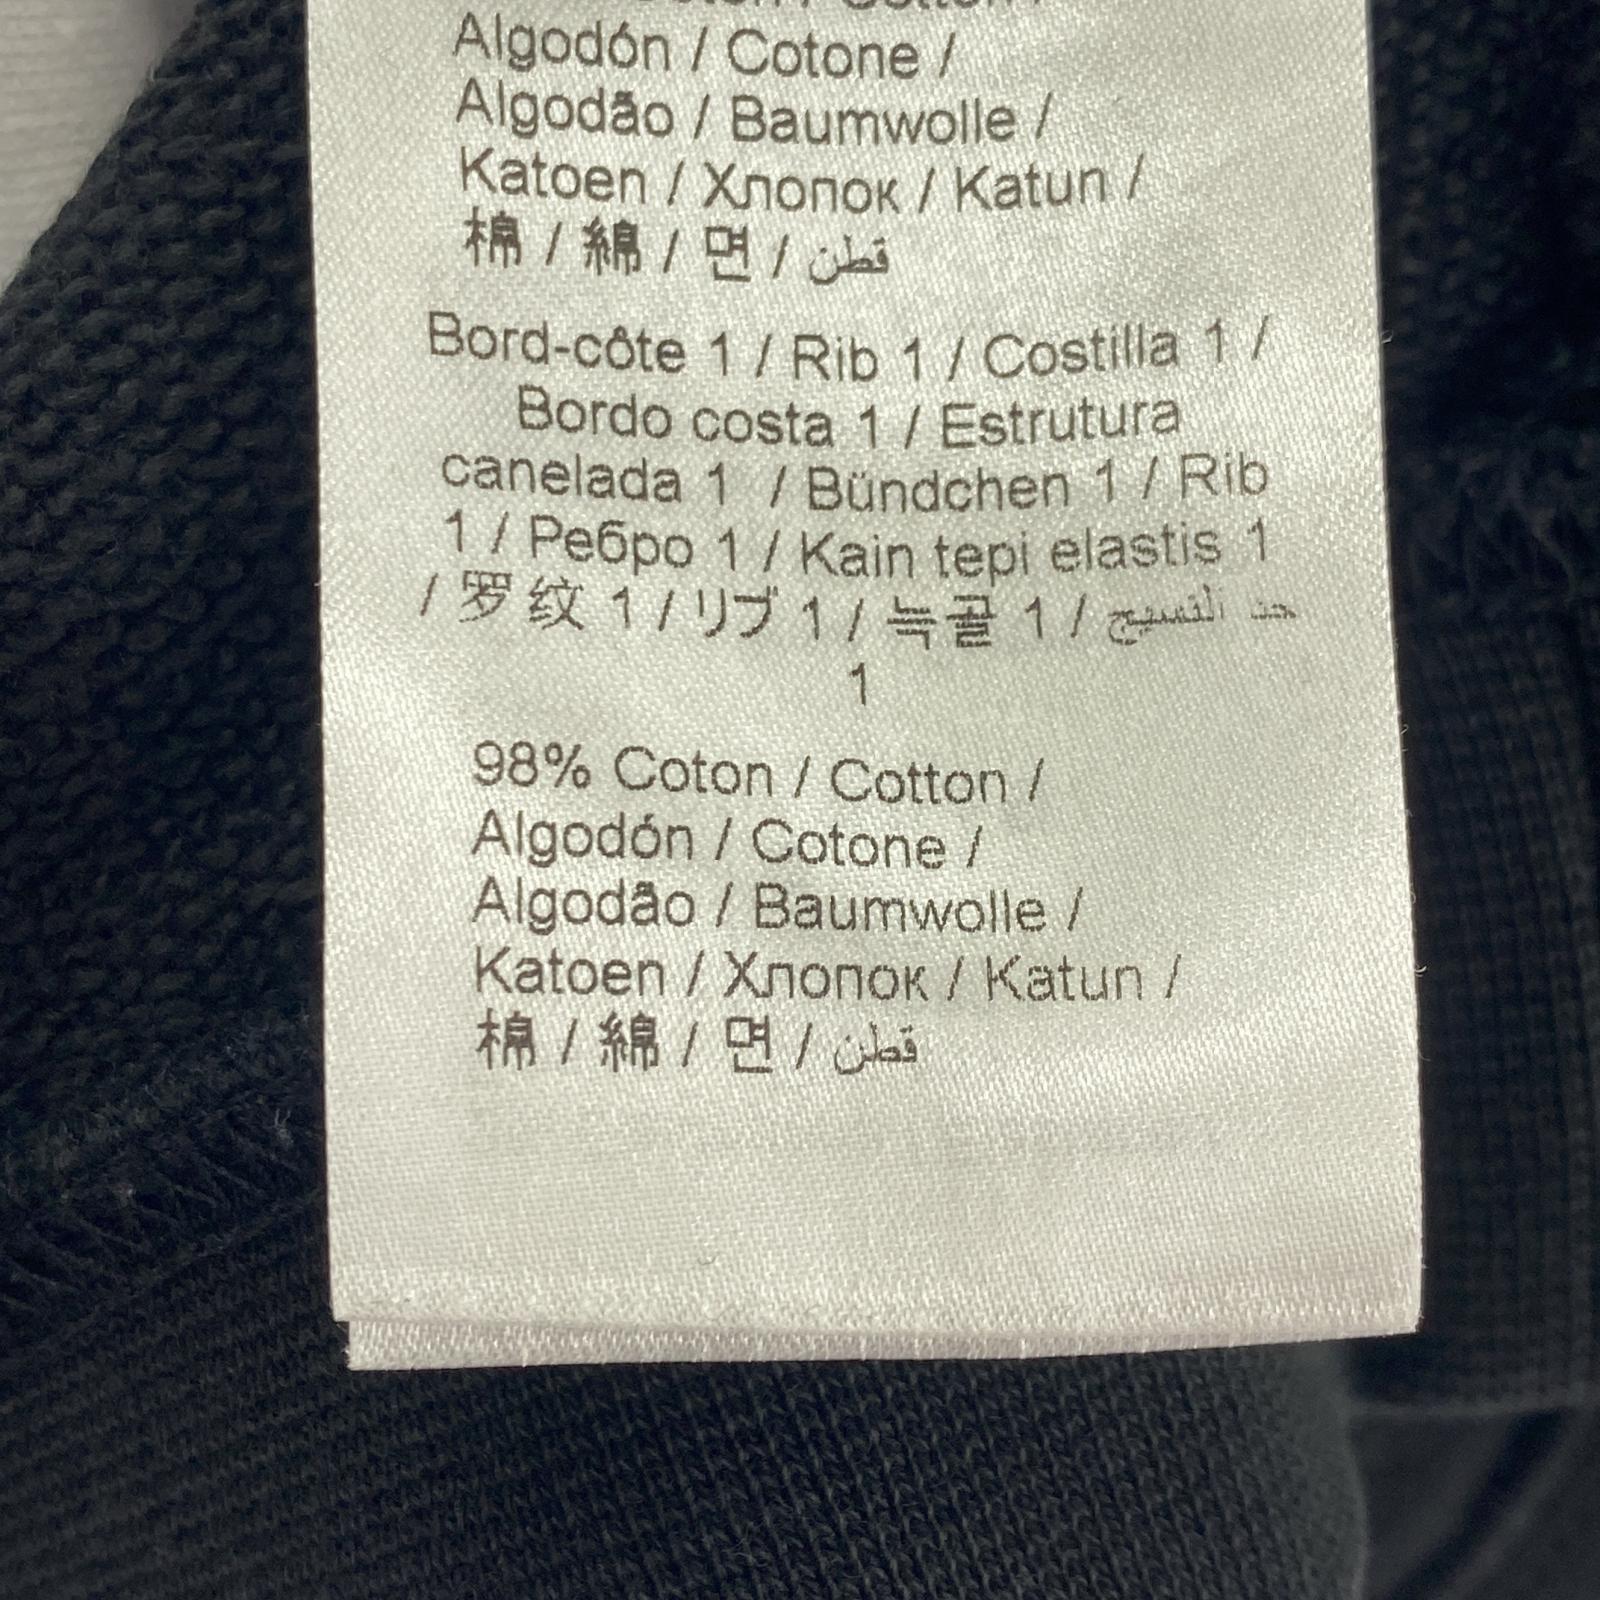 Coton / Cotton /
Algodón / Cotone /
Algodão / Baumwolle /
Katoen / Хлопок / Katun /
棉 / 綿 / 면 / قطن
Bord-côte 1 / Rib 1 / Costilla 1 /
Bordo costa 1 / Estrutura
canelada 1 / Bündchen 1 / Rib
1 / Ребро 1 / Kain tepi elastis 1
/ 罗纹 1 / リブ 1 / 늑골 1 / حد النسيج
1
98% Coton / Cotton /
Algodón / Cotone /
Algodão / Baumwolle /
Katoen / Хлопок / Katun /
棉 / 綿 / 면 / قطن